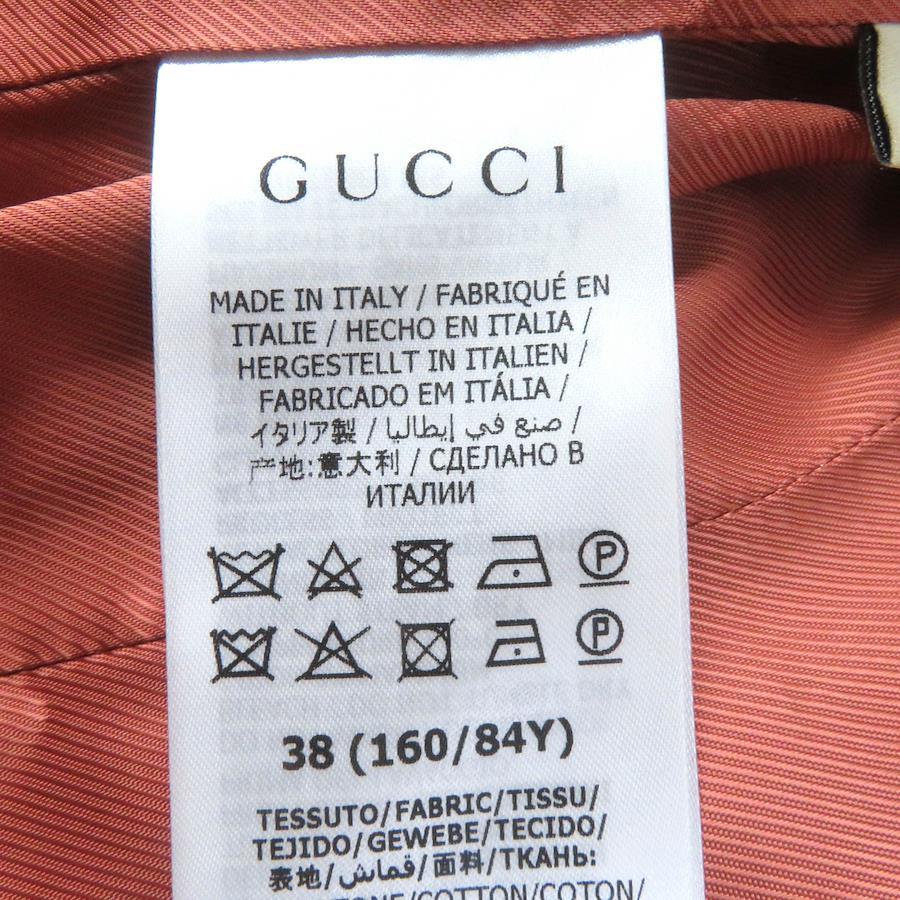 GUCCI
MADE IN ITALY / FABRIQUÉ EN
ITALIE / HECHO EN ITALIA /
HERGESTELLT IN ITALIEN /
FABRICADO EM ITÁLIA /
イタリア製 / صنع في إيطاليا /
产地:意大利 / СДЕЛАНО В
ИТАЛИИ
P
P
38 (160/84Y)
TESSUTO/FABRIC/TISSU/
TEJIDO/GEWEBE/TECIDO/
表地/قماش/面料/ТКАНЬ:
/COTTON/COTON/